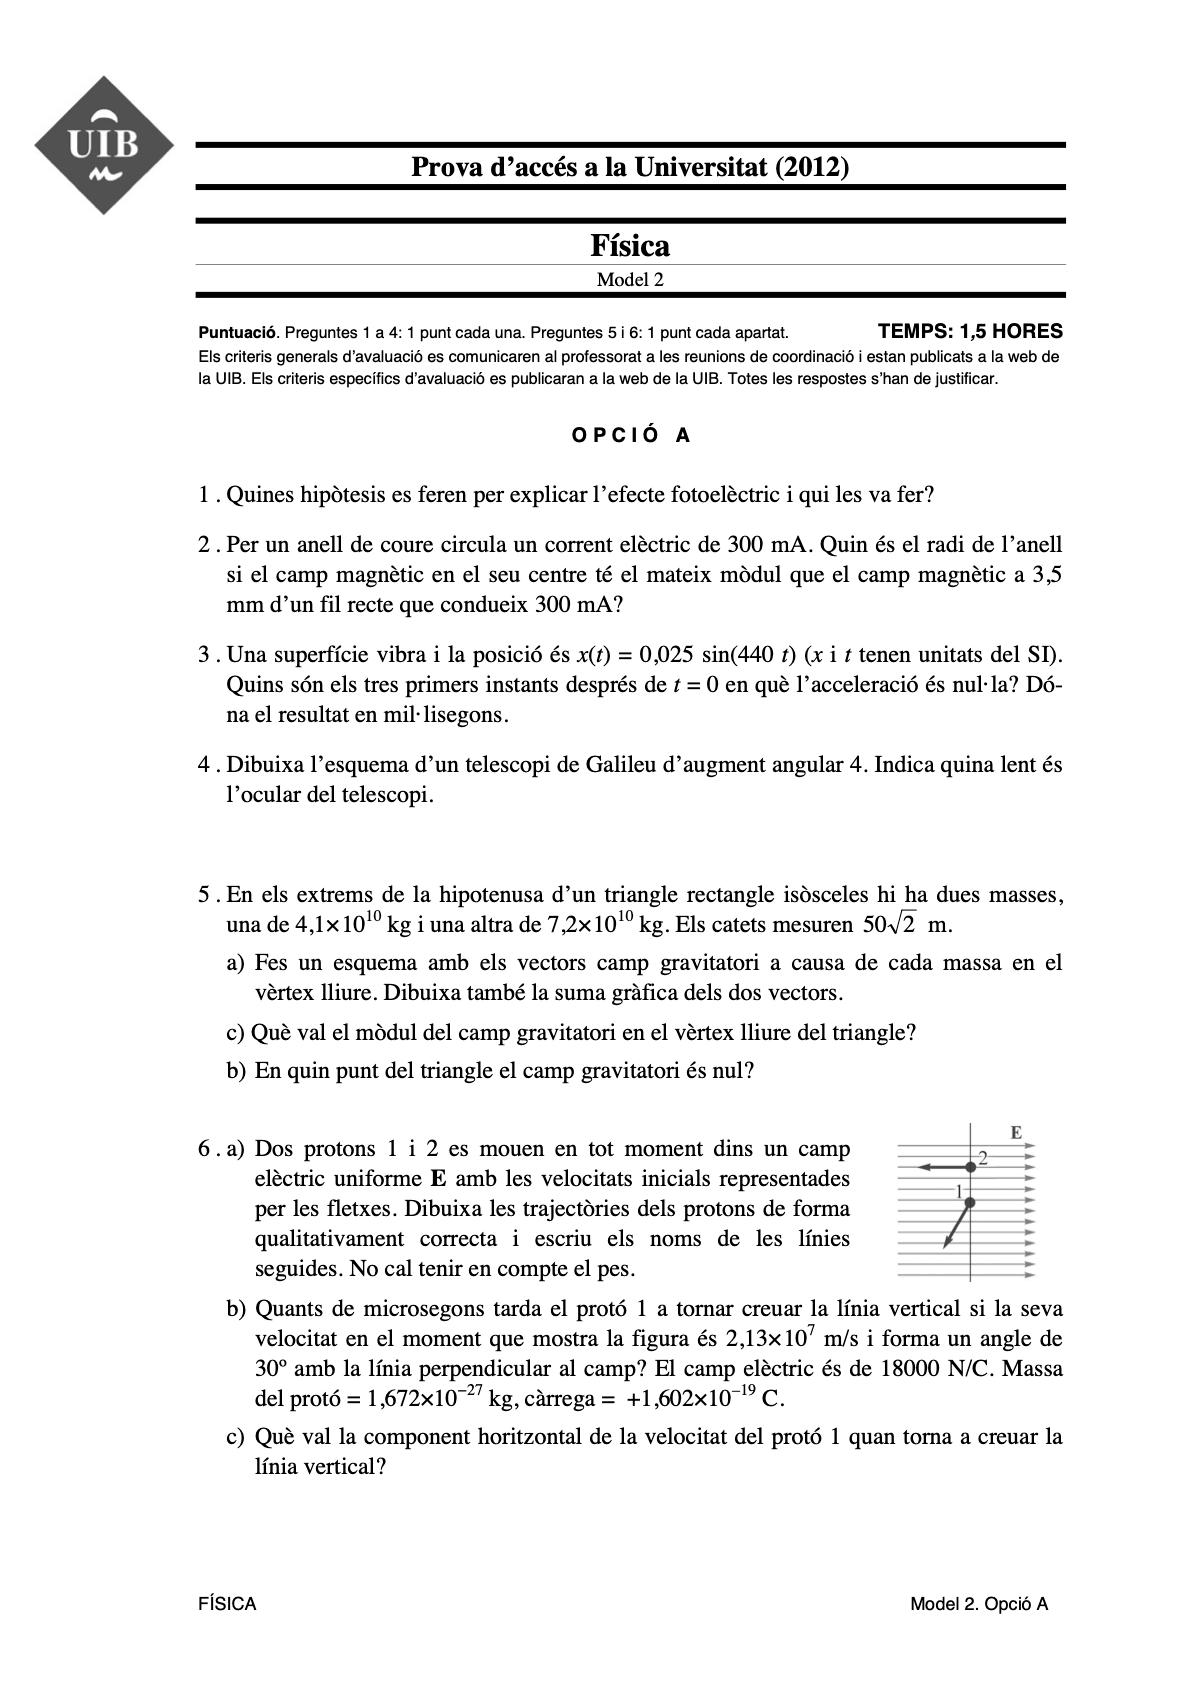 UIB
Prova d'accés a la Universitat (2012)
Física
Model 2
Puntuació. Preguntes 1 a 4: 1 punt cada una. Preguntes 5 i 6: 1 punt cada apartat. TEMPS: 1,5 HORES
Els criteris generals d'avaluació es comunicaren al professorat a les reunions de coordinació i estan publicats a la web de
la UIB. Els criteris específics d'avaluació es publicaran a la web de la UIB. Totes les respostes s'han de justificar.
OPCIÓ A
1 . Quines hipòtesis es feren per explicar l'efecte fotoelèctric i qui les va fer?
2 . Per un anell de coure circula un corrent elèctric de 300 mA. Quin és el radi de l'anell
si el camp magnètic en el seu centre té el mateix mòdul que el camp magnètic a 3,5
mm d'un fil recte que condueix 300 mA?
3 . Una superfície vibra i la posició és x(t) = 0,025 sin(440 t) (x i t tenen unitats del SI).
Quins són els tres primers instants després de t = 0 en què l'acceleració és nul·la? Dó-
na el resultat en mil·lisegons.
4 . Dibuixa l'esquema d'un telescopi de Galileu d'augment angular 4. Indica quina lent és
l'ocular del telescopi.
5 . En els extrems de la hipotenusa d'un triangle rectangle isòsceles hi ha dues masses,
una de 4,1×10¹⁰ kg i una altra de 7,2×10¹⁰ kg. Els catets mesuren 50√2 m.
a) Fes un esquema amb els vectors camp gravitatori a causa de cada massa en el
vèrtex lliure. Dibuixa també la suma gràfica dels dos vectors.
c) Què val el mòdul del camp gravitatori en el vèrtex lliure del triangle?
b) En quin punt del triangle el camp gravitatori és nul?
6 . a) Dos protons 1 i 2 es mouen en tot moment dins un camp
elèctric uniforme E amb les velocitats inicials representades
per les fletxes. Dibuixa les trajectòries dels protons de forma
qualitativament correcta i escriu els noms de les línies
seguides. No cal tenir en compte el pes.
E
2
1
b) Quants de microsegons tarda el protó 1 a tornar creuar la línia vertical si la seva
velocitat en el moment que mostra la figura és 2,13×10⁷ m/s i forma un angle de
30º amb la línia perpendicular al camp? El camp elèctric és de 18000 N/C. Massa
del protó = 1,672×10⁻²⁷ kg, càrrega = +1,602×10⁻¹⁹ C.
c) Què val la component horitzontal de la velocitat del protó 1 quan torna a creuar la
línia vertical?
FÍSICA
Model 2. Opció A